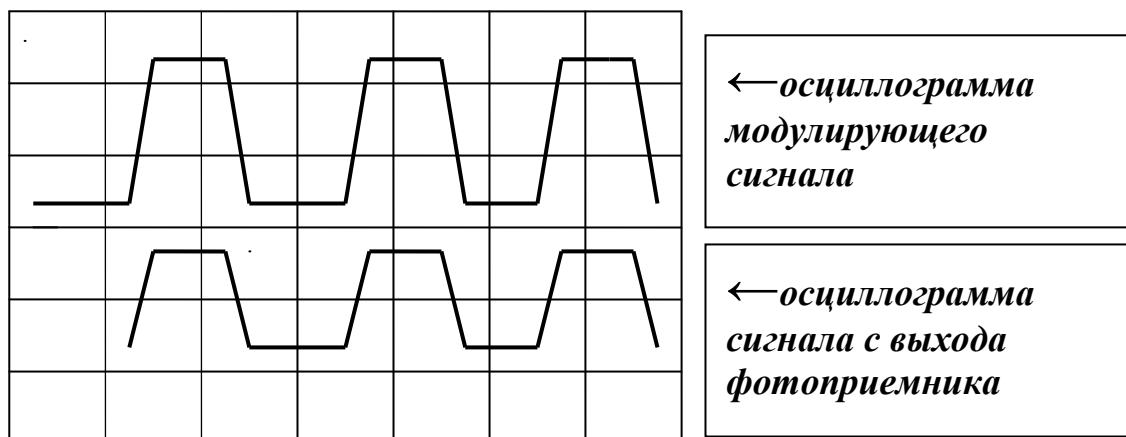 ←осциллограмма
модулирующего
сигнала
←осциллограмма
сигнала с выхода
фотоприемника